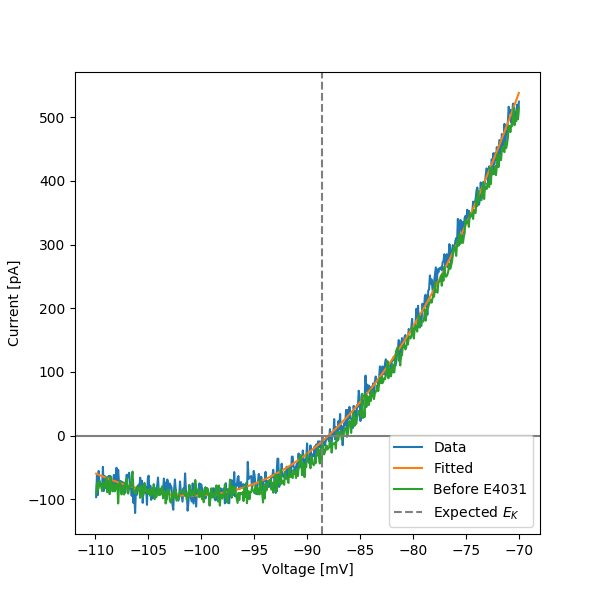 500
400
300
200
100
0
−100
−110
−105
−100
−95
−90
−85
−80
−75
−70
Current [pA]
Voltage [mV]
Data
Fitted
Before E4031
Expected E_K